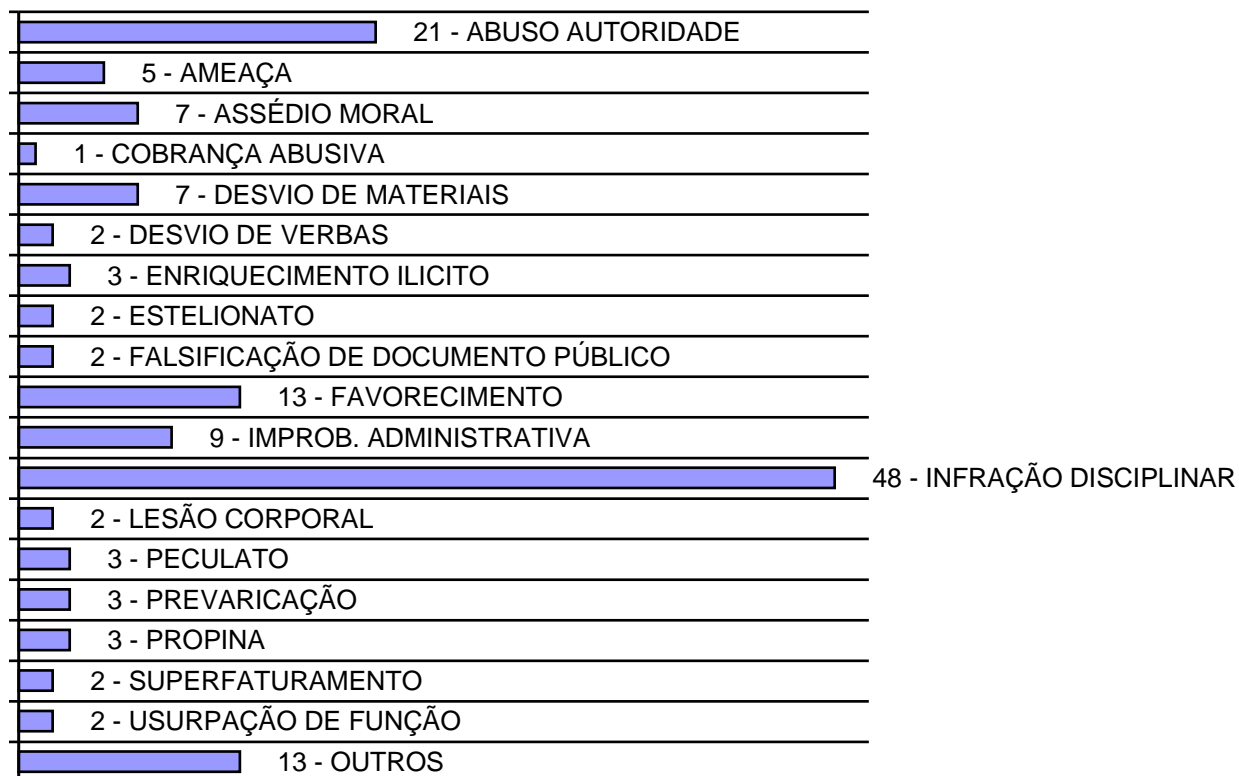 21 - ABUSO AUTORIDADE
5 - AMEAÇA
7 - ASSÉDIO MORAL
1 - COBRANÇA ABUSIVA
7 - DESVIO DE MATERIAIS
2 - DESVIO DE VERBAS
3 - ENRIQUECIMENTO ILICITO
2 - ESTELIONATO
2 - FALSIFICAÇÃO DE DOCUMENTO PÚBLICO
13 - FAVORECIMENTO
9 - IMPROB. ADMINISTRATIVA
48 - INFRAÇÃO DISCIPLINAR
2 - LESÃO CORPORAL
3 - PECULATO
3 - PREVARICAÇÃO
3 - PROPINA
2 - SUPERFATURAMENTO
2 - USURPAÇÃO DE FUNÇÃO
13 - OUTROS